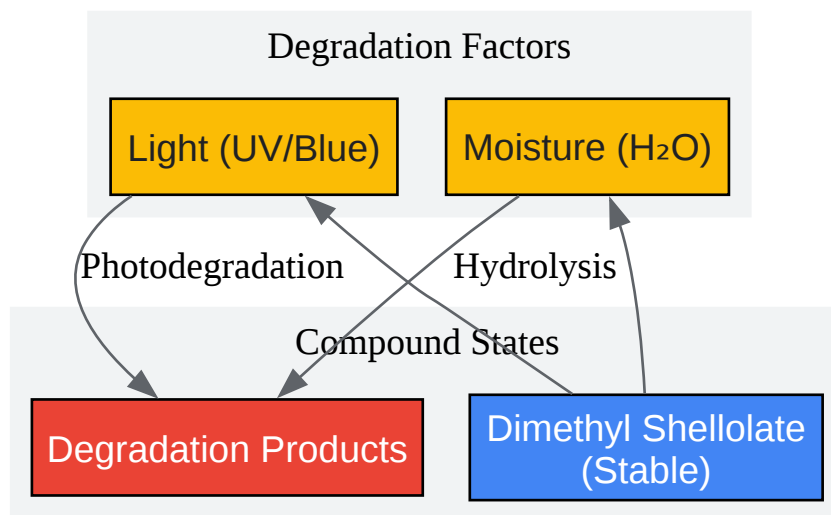 Degradation Factors
Light (UV/Blue)
Moisture (H₂O)
Photodegradation
Hydrolysis
Compound States
Degradation Products
Dimethyl Shellolate
(Stable)